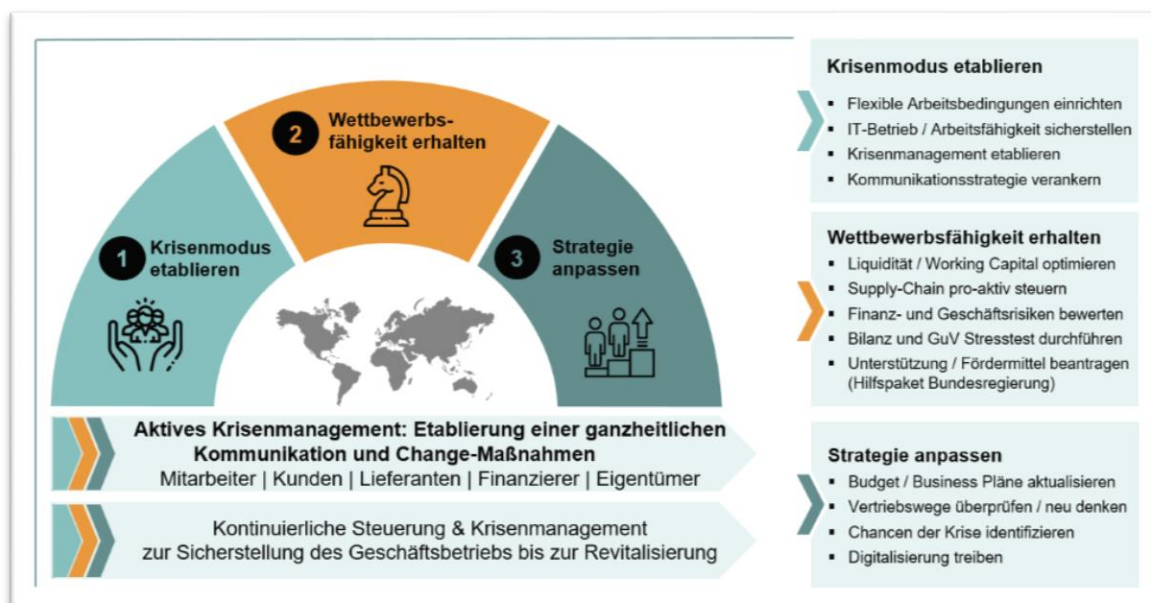 1
Krisenmodus
etablieren
2
Wettbewerbs-
fähigkeit erhalten
3
Strategie
anpassen
Aktives Krisenmanagement: Etablierung einer ganzheitlichen
Kommunikation und Change-Maßnahmen
Mitarbeiter | Kunden | Lieferanten | Finanzierer | Eigentümer
Kontinuierliche Steuerung & Krisenmanagement
zur Sicherstellung des Geschäftsbetriebs bis zur Revitalisierung
Krisenmodus etablieren
▪ Flexible Arbeitsbedingungen einrichten
▪ IT-Betrieb / Arbeitsfähigkeit sicherstellen
▪ Krisenmanagement etablieren
▪ Kommunikationsstrategie verankern
Wettbewerbsfähigkeit erhalten
▪ Liquidität / Working Capital optimieren
▪ Supply-Chain pro-aktiv steuern
▪ Finanz- und Geschäftsrisiken bewerten
▪ Bilanz und GuV Stresstest durchführen
▪ Unterstützung / Fördermittel beantragen
(Hilfspaket Bundesregierung)
Strategie anpassen
▪ Budget / Business Pläne aktualisieren
▪ Vertriebswege überprüfen / neu denken
▪ Chancen der Krise identifizieren
▪ Digitalisierung treiben